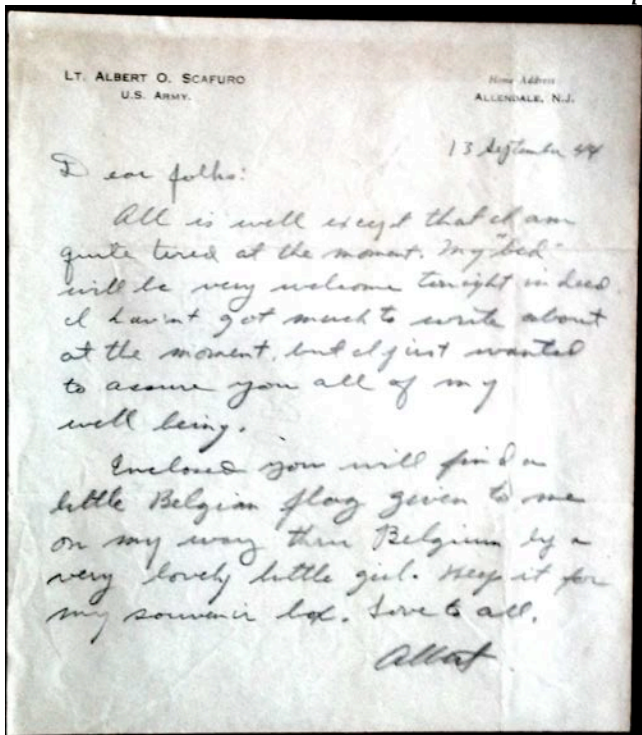 LT. ALBERT O. SCAFURO
U.S. ARMY.
Home Address
ALLENDALE, N.J.
13 September 44
Dear folks:
All is well except that I am
quite tired at the moment. My "bed"
will be very welcome tonight indeed.
I havint got much to write about
at the moment, but I just wanted
to assure you all of my
well being.
Enclosed you will find a
little Belgian flag given to me
on my way thru Belgium by a
very lovely little girl. Keep it for
my souvenir box. Love to all.
Albert